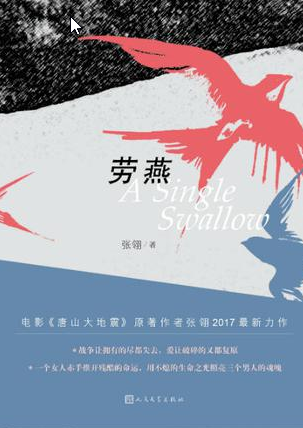 劳燕
A Single
Swallow
张翎/著
电影《唐山大地震》原著作者张翎2017最新力作
*战争让拥有的尽都失去，爱让破碎的又都复原
*一个女人赤手推开残酷的命运，用不熄的生命之光照亮三个男人的魂魄
人民文学出版社